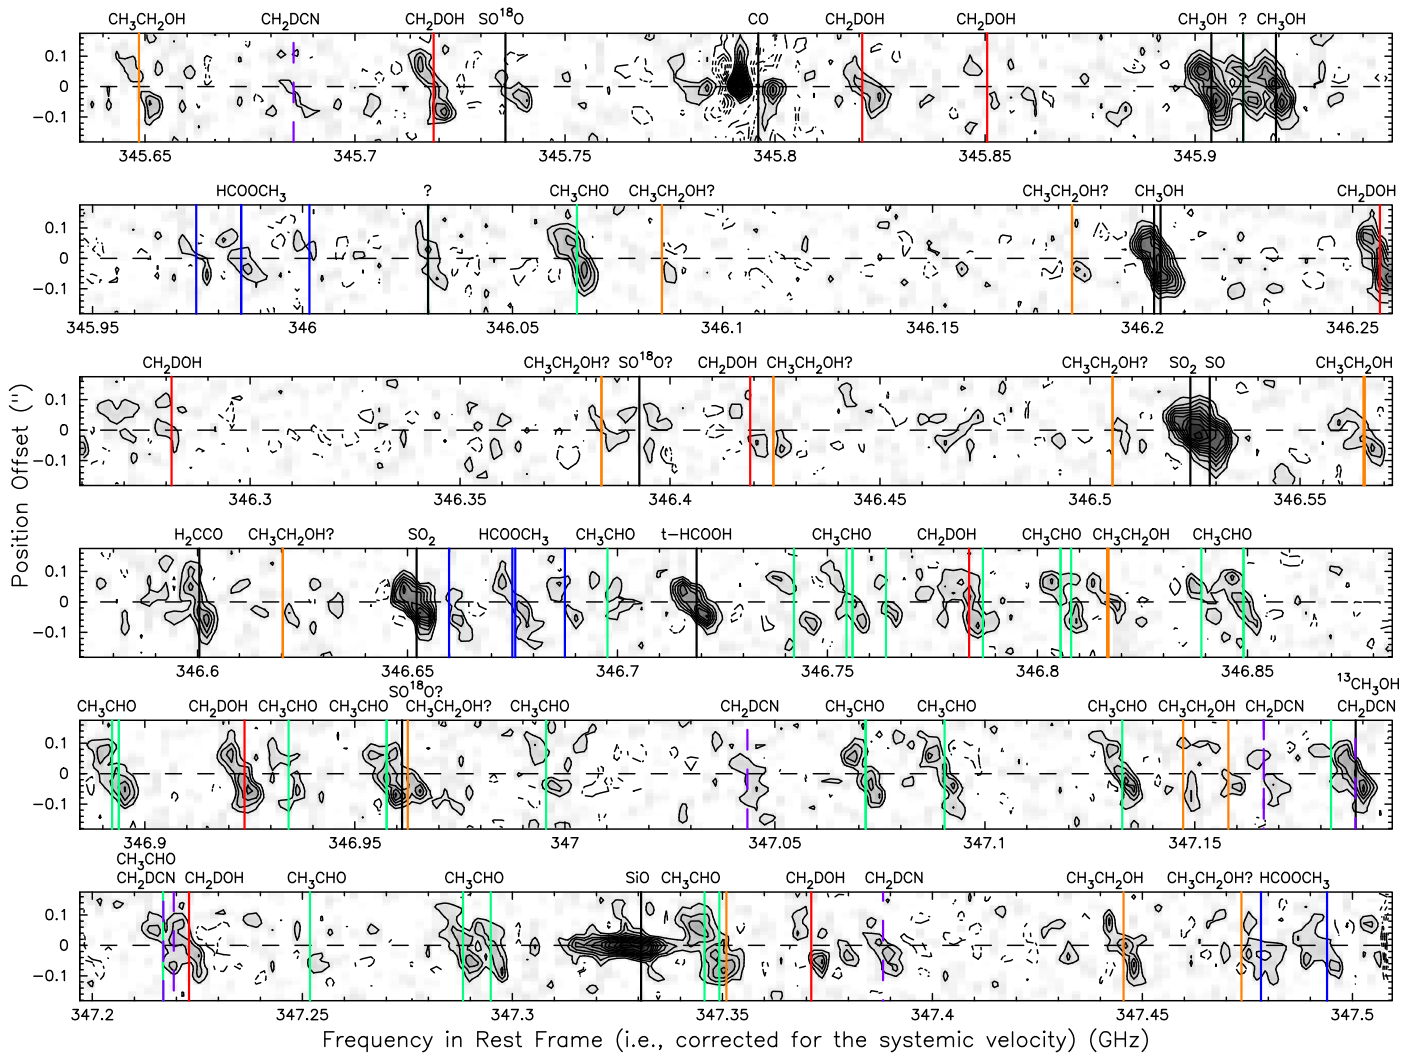 CH₃CH₂OH CH₂DCN CH₂DOH SO¹⁸O CO CH₂DOH CH₂DOH CH₃OH ? CH₃OH
0.1
0
−0.1
345.65 345.7 345.75 345.8 345.85 345.9
HCOOCH₃ ? CH₃CHO CH₃CH₂OH? CH₃CH₂OH? CH₃OH CH₂DOH
0.1
0
−0.1
345.95 346 346.05 346.1 346.15 346.2 346.25
CH₂DOH CH₃CH₂OH? SO¹⁸O? CH₂DOH CH₃CH₂OH? CH₃CH₂OH? SO₂ SO CH₃CH₂OH
0.1
0
−0.1
346.3 346.35 346.4 346.45 346.5 346.55
Position Offset (")
H₂CCO CH₃CH₂OH? SO₂ HCOOCH₃ CH₃CHO t−HCOOH CH₃CHO CH₂DOH CH₃CHO CH₃CH₂OH CH₃CHO
0.1
0
−0.1
346.6 346.65 346.7 346.75 346.8 346.85
SO¹⁸O? ¹³CH₃OH
CH₃CHO CH₂DOH CH₃CHO CH₃CHO CH₃CH₂OH? CH₃CHO CH₂DCN CH₃CHO CH₃CHO CH₃CHO CH₃CH₂OH CH₂DCN CH₂DCN
0.1
0
−0.1
346.9 346.95 347 347.05 347.1 347.15
CH₃CHO
CH₂DCN CH₂DOH CH₃CHO CH₃CHO SiO CH₃CHO CH₂DOH CH₂DCN CH₃CH₂OH CH₃CH₂OH? HCOOCH₃
0.1
0
−0.1
347.2 347.25 347.3 347.35 347.4 347.45 347.5
Frequency in Rest Frame (i.e., corrected for the systemic velocity) (GHz)